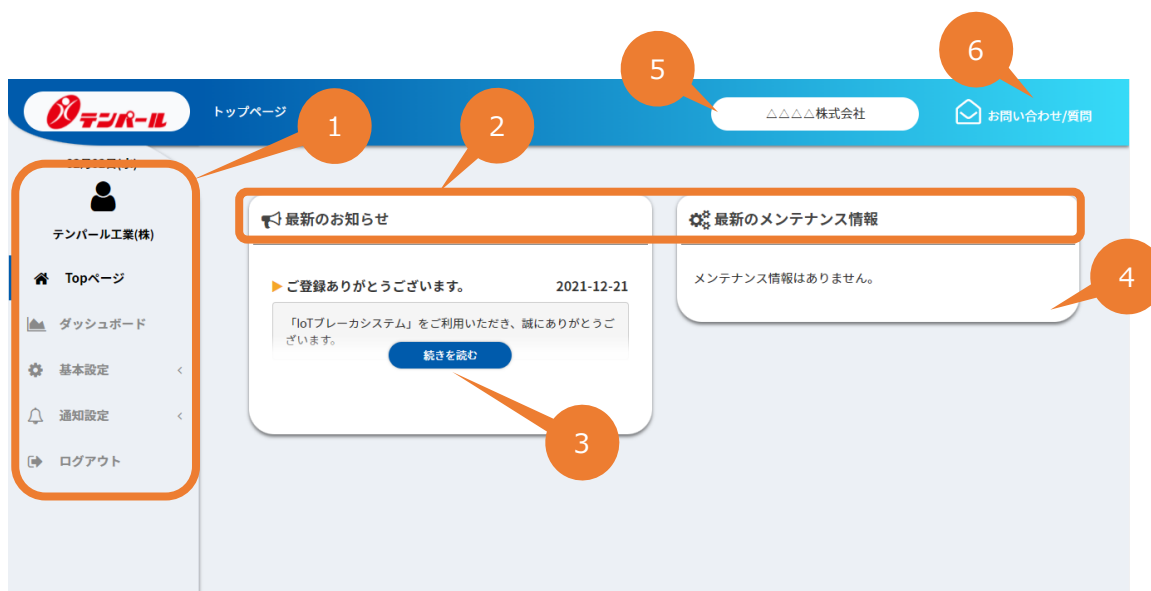 6
5
テンパール
トップページ
1
2
△△△△株式会社
お問い合わせ/質問
テンパール工業(株)
最新のお知らせ
最新のメンテナンス情報
Topページ
ご登録ありがとうございます。 2021-12-21
メンテナンス情報はありません。
4
ダッシュボード
「IoTブレーカシステム」をご利用いただき、誠にありがとうご
ざいます。
続きを読む
基本設定
通知設定
3
ログアウト